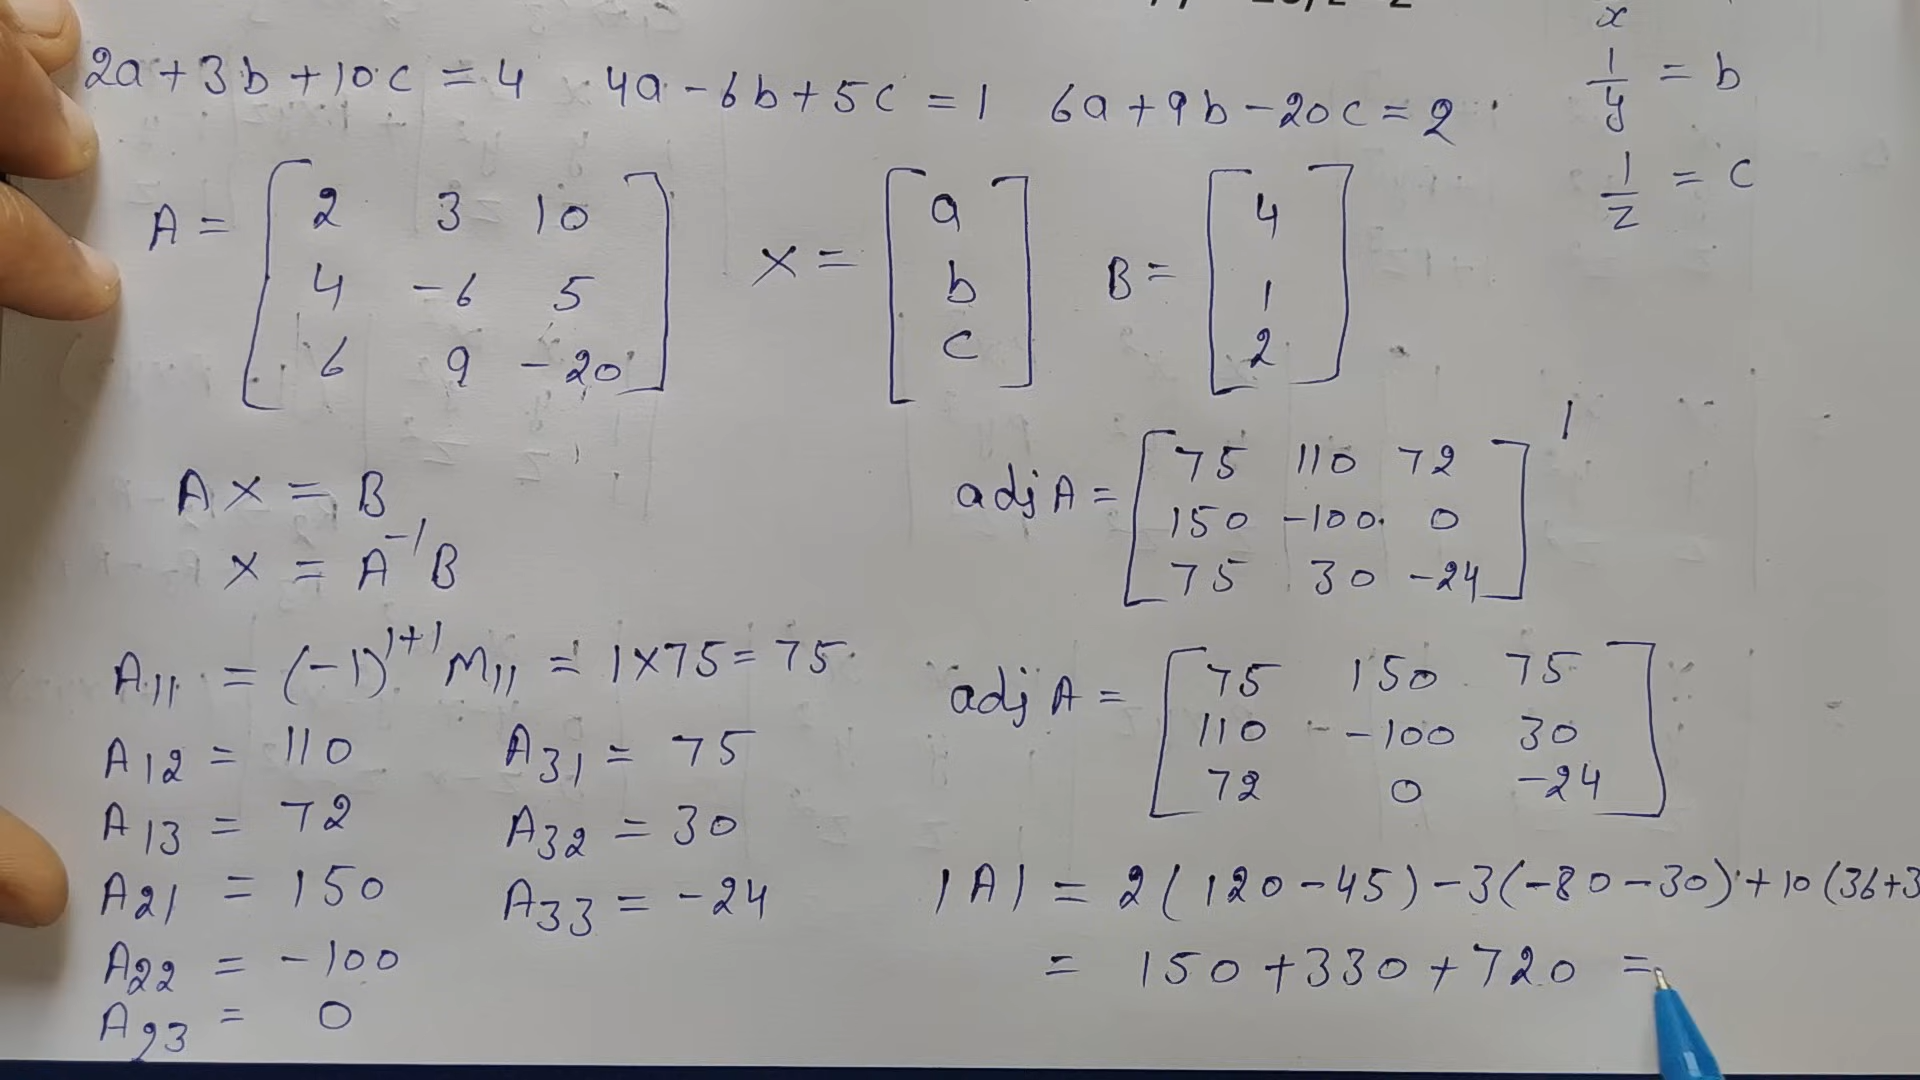 x
2a+3b+10c=4 4a-6b+5c=1 6a+9b-20c=2
1/y = b
1/z = c
A = [ 2 3 10
4 -6 5
6 9 -20 ]
X = [ a
b
c ]
B = [ 4
1
2 ]
AX = B
X = A⁻¹B
adj A = [ 75 110 72
150 -100 0
75 30 -24 ]'
A11 = (-1)¹⁺¹ M11 = 1×75 = 75
A12 = 110
A13 = 72
A21 = 150
A22 = -100
A23 = 0
A31 = 75
A32 = 30
A33 = -24
adj A = [ 75 150 75
110 -100 30
72 0 -24 ]
|A| = 2(120-45)-3(-80-30)+10(36+3
= 150+330+720 =